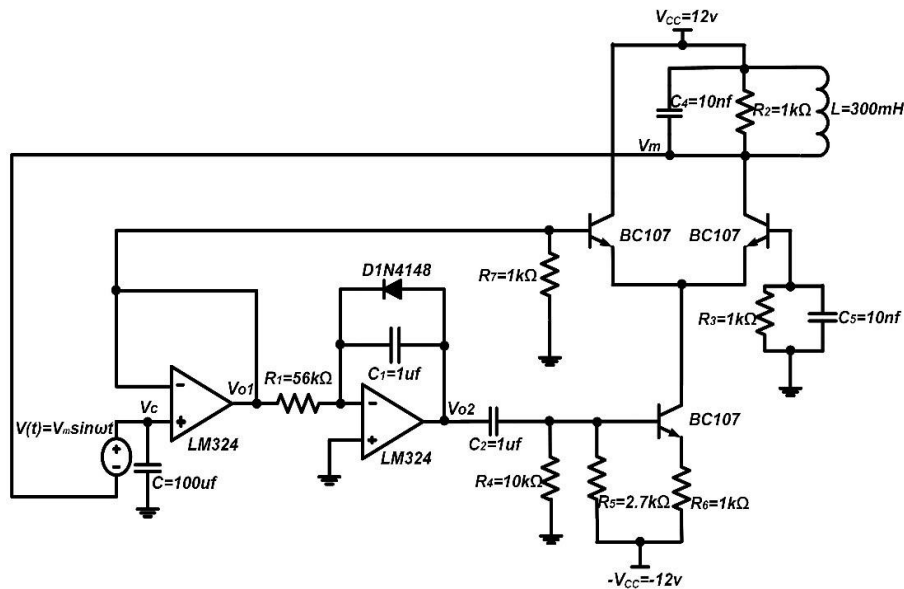 V_CC=12v
C4=10nf
R2=1kΩ
L=300mH
Vm
BC107
BC107
R7=1kΩ
D1N4148
R3=1kΩ
C5=10nf
C1=1uf
R1=56kΩ
Vo1
Vc
V(t)=Vmsinωt
LM324
C=100uf
Vo2
LM324
C2=1uf
BC107
R4=10kΩ
R5=2.7kΩ
R6=1kΩ
-V_CC=-12v